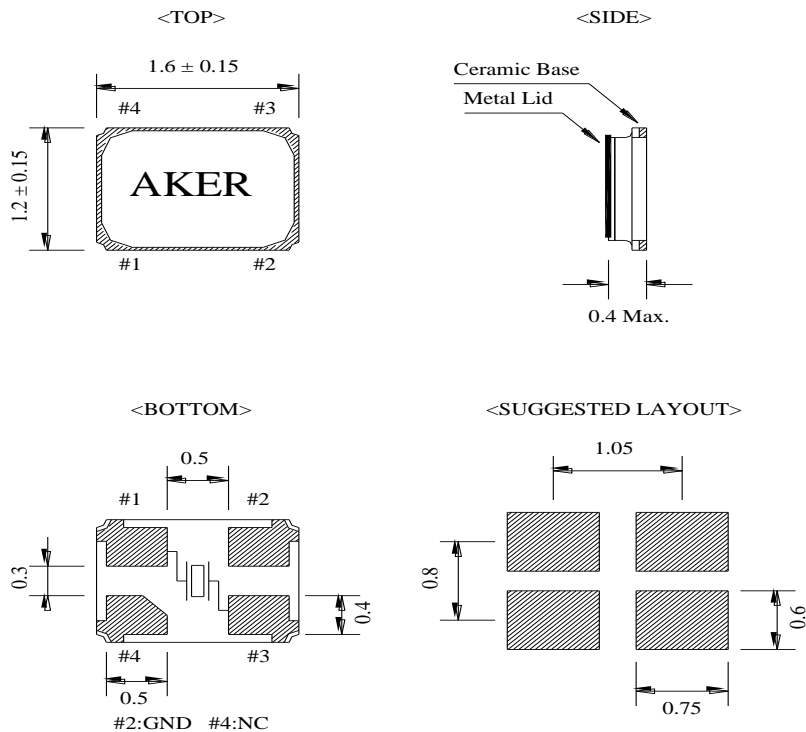 <TOP>
1.6 ± 0.15
#4 #3
1.2 ± 0.15
AKER
#1 #2
<SIDE>
Ceramic Base
Metal Lid
0.4 Max.
<BOTTOM>
0.5
#1 #2
0.3
0.4
#4 #3
0.5
#2:GND #4:NC
<SUGGESTED LAYOUT>
1.05
0.8
0.6
0.75